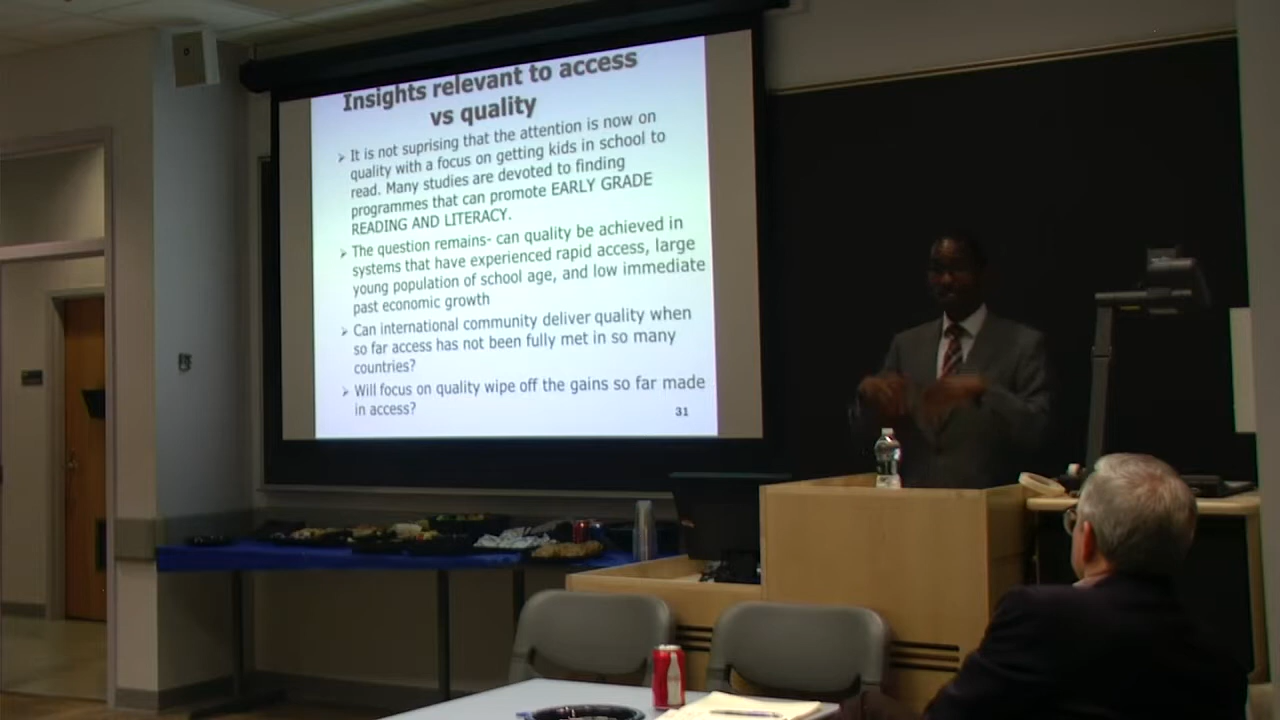 Insights relevant to access
vs quality
It is not suprising that the attention is now on
quality with a focus on getting kids in school to
read. Many studies are devoted to finding
programmes that can promote EARLY GRADE
READING AND LITERACY.
The question remains- can quality be achieved in
systems that have experienced rapid access, large
young population of school age, and low immediate
past economic growth
Can international community deliver quality when
so far access has not been fully met in so many
countries?
Will focus on quality wipe off the gains so far made
in access?
31